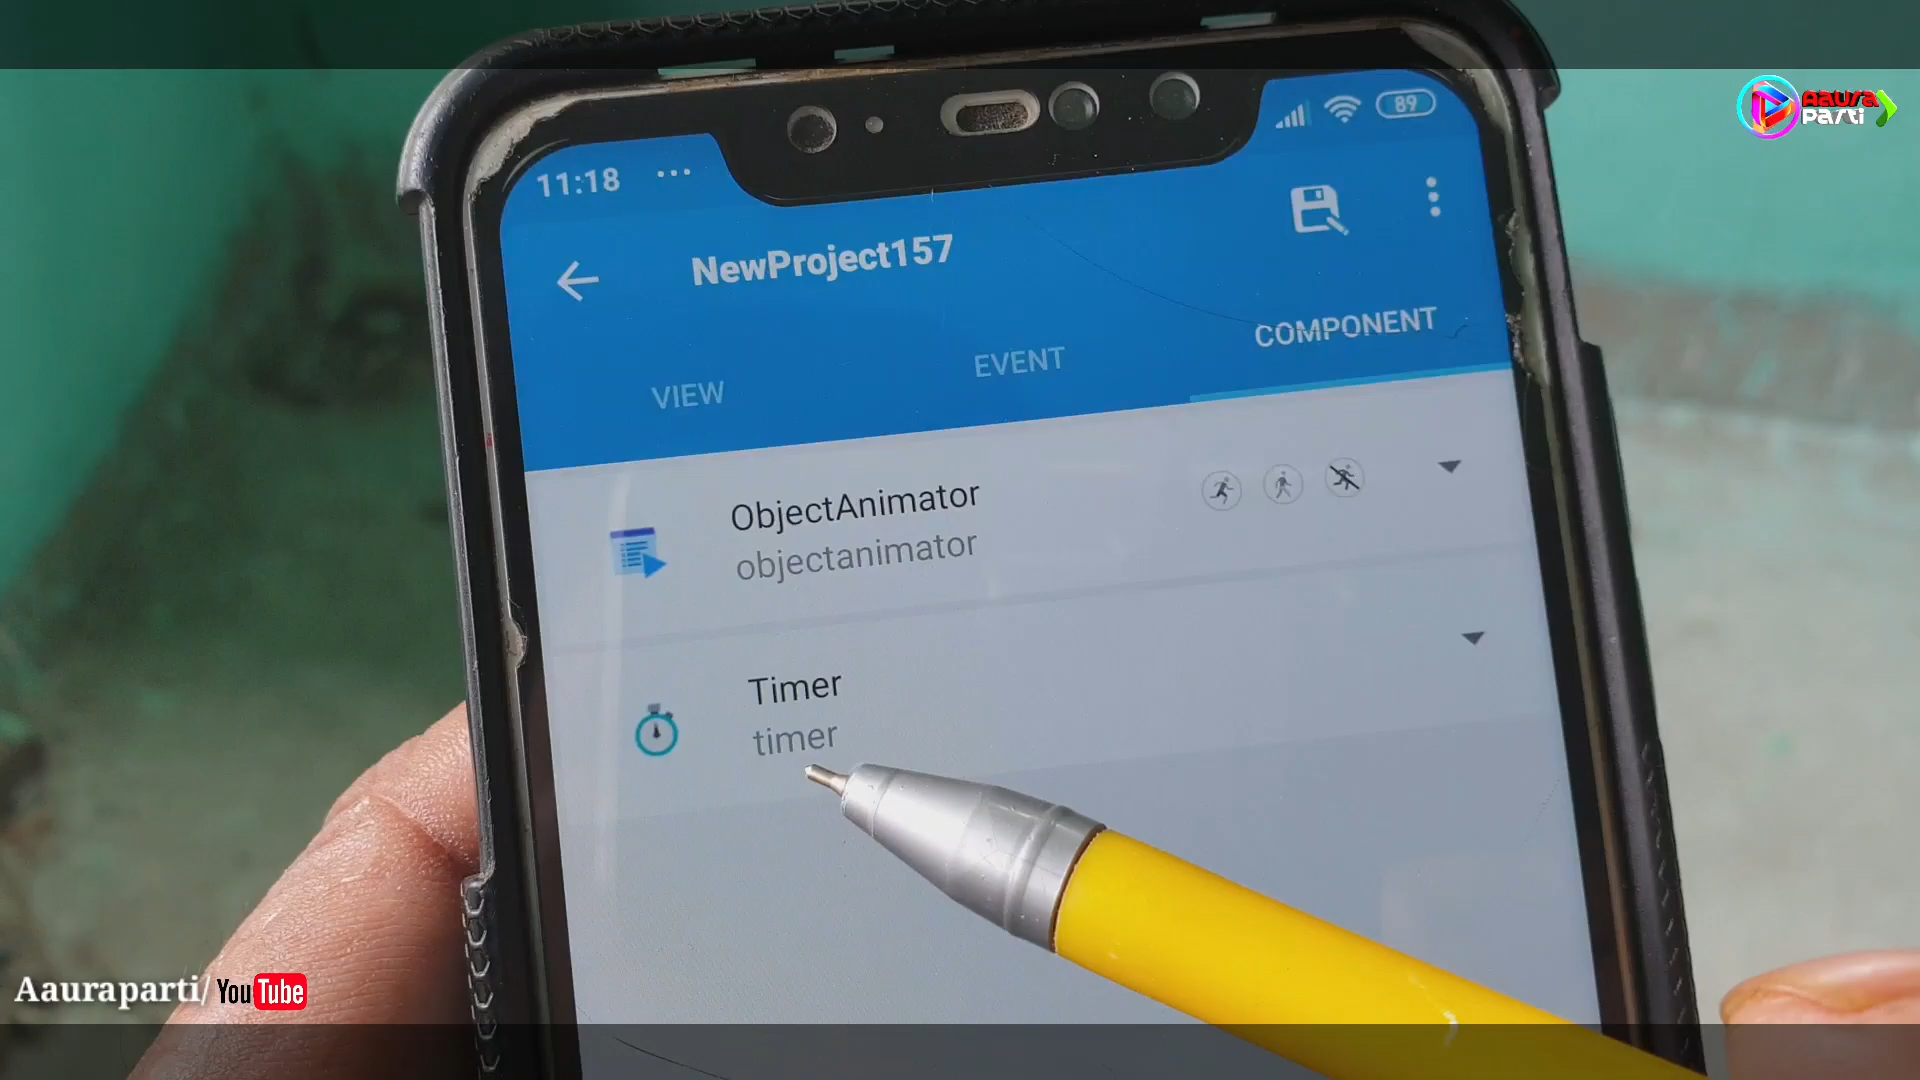 Aaura
Parti
11:18
89
NewProject157
VIEW
EVENT
COMPONENT
ObjectAnimator
objectanimator
Timer
timer
Aauraparti/ YouTube